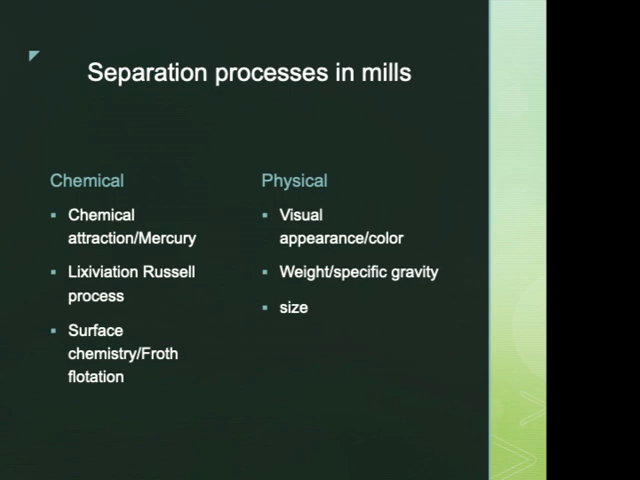 Separation processes in mills
Chemical
Chemical
attraction/Mercury
Lixiviation Russell
process
Surface
chemistry/Froth
flotation
Physical
Visual
appearance/color
Weight/specific gravity
size